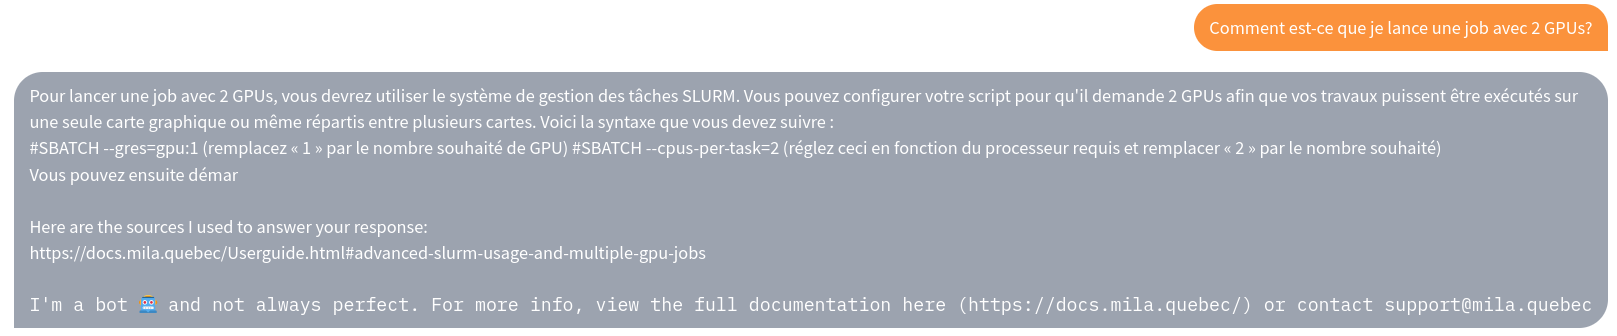 Comment est-ce que je lance une job avec 2 GPUs?
Pour lancer une job avec 2 GPUs, vous devrez utiliser le système de gestion des tâches SLURM. Vous pouvez configurer votre script pour qu'il demande 2 GPUs afin que vos travaux puissent être exécutés sur
une seule carte graphique ou même répartis entre plusieurs cartes. Voici la syntaxe que vous devez suivre :
#SBATCH --gres=gpu:1 (remplacez « 1 » par le nombre souhaité de GPU) #SBATCH --cpus-per-task=2 (réglez ceci en fonction du processeur requis et remplacer « 2 » par le nombre souhaité)
Vous pouvez ensuite démar
Here are the sources I used to answer your response:
https://docs.mila.quebec/Userguide.html#advanced-slurm-usage-and-multiple-gpu-jobs
I'm a bot 🤖 and not always perfect. For more info, view the full documentation here (https://docs.mila.quebec/) or contact support@mila.quebec